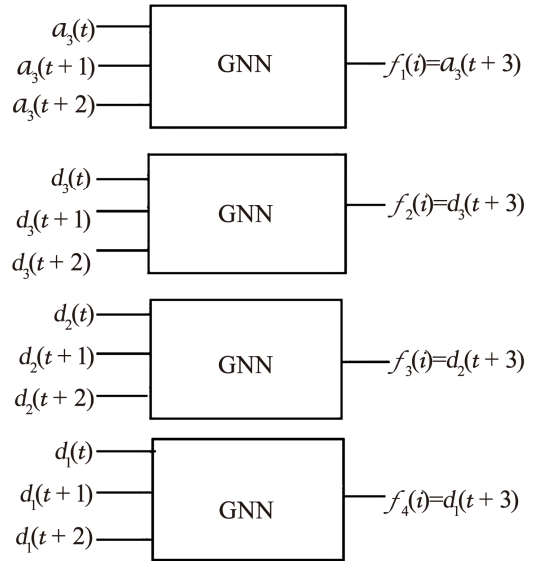 a₃(t)
a₃(t + 1)
a₃(t + 2)
GNN
f₁(i)=a₃(t + 3)
d₃(t)
d₃(t + 1)
d₃(t + 2)
GNN
f₂(i)=d₃(t + 3)
d₂(t)
d₂(t + 1)
d₂(t + 2)
GNN
f₃(i)=d₂(t + 3)
d₁(t)
d₁(t + 1)
d₁(t + 2)
GNN
f₄(i)=d₁(t + 3)